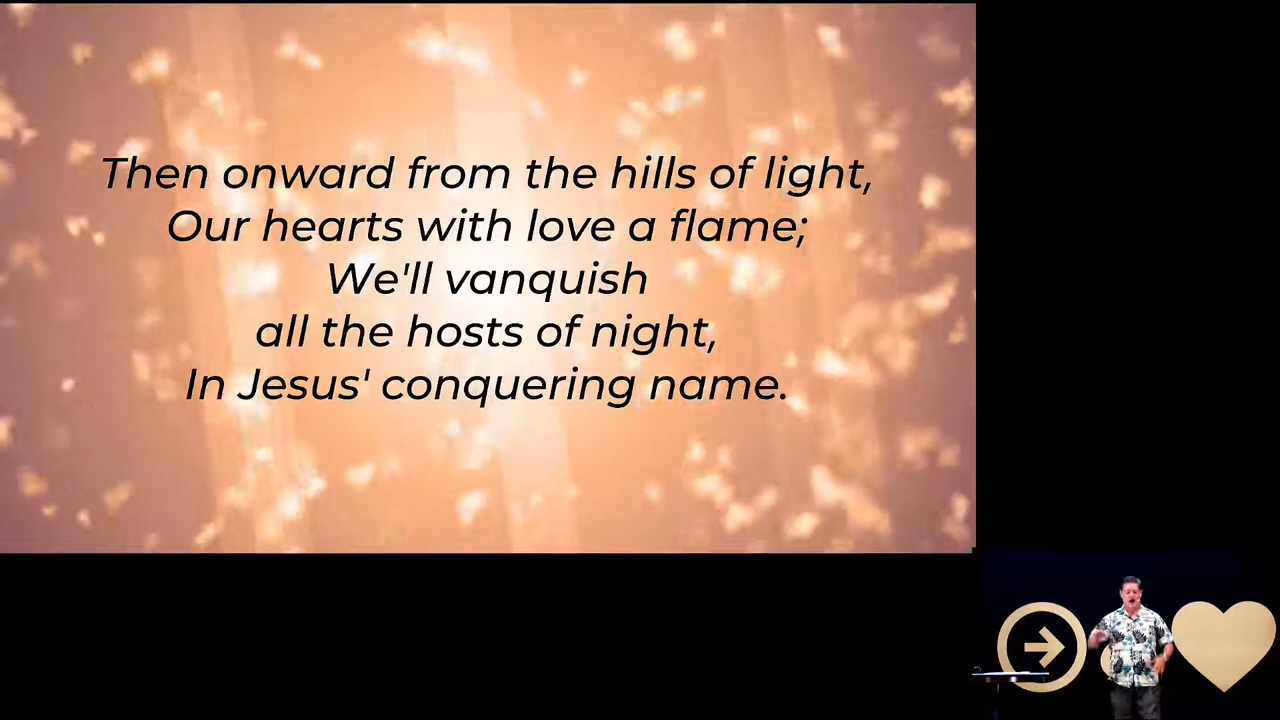 Then onward from the hills of light,
Our hearts with love a flame;
We'll vanquish
all the hosts of night,
In Jesus' conquering name.